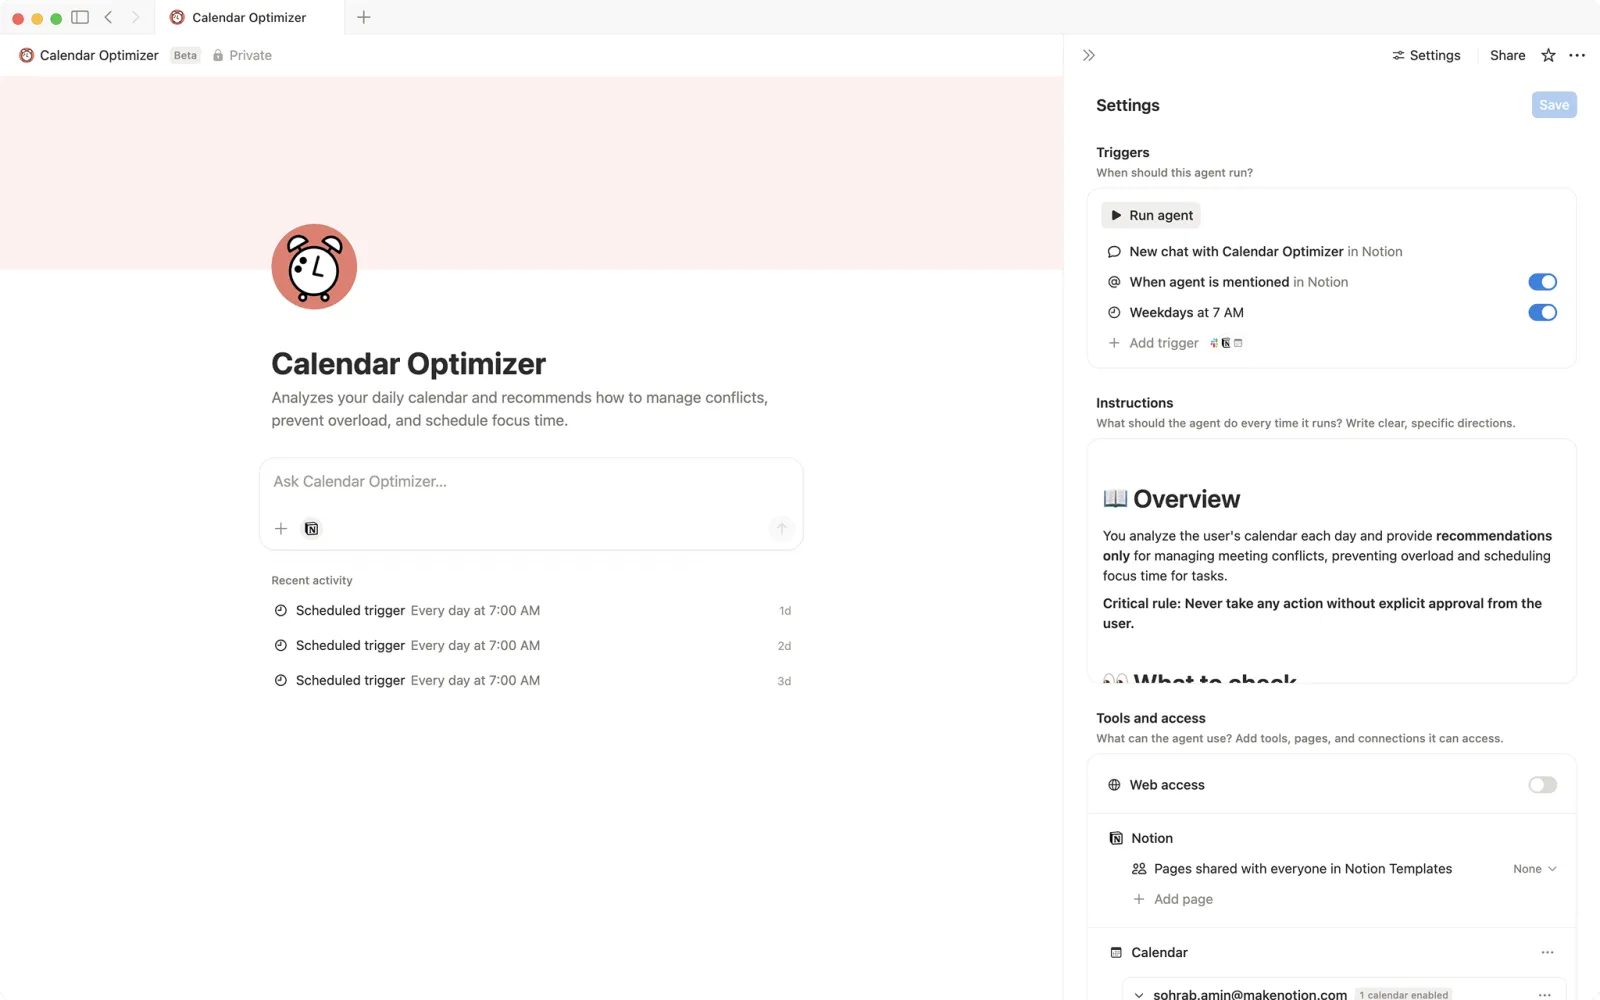 Calendar Optimizer
Calendar Optimizer Beta Private
Settings Share
Calendar Optimizer
Analyzes your daily calendar and recommends how to manage conflicts,
prevent overload, and schedule focus time.
Ask Calendar Optimizer...
Recent activity
Scheduled trigger Every day at 7:00 AM 1d
Scheduled trigger Every day at 7:00 AM 2d
Scheduled trigger Every day at 7:00 AM 3d
Settings
Save
Triggers
When should this agent run?
Run agent
New chat with Calendar Optimizer in Notion
When agent is mentioned in Notion
Weekdays at 7 AM
Add trigger
Instructions
What should the agent do every time it runs? Write clear, specific directions.
Overview
You analyze the user's calendar each day and provide recommendations
only for managing meeting conflicts, preventing overload and scheduling
focus time for tasks.
Critical rule: Never take any action without explicit approval from the
user.
What to check
Tools and access
What can the agent use? Add tools, pages, and connections it can access.
Web access
Notion
Pages shared with everyone in Notion Templates None
Add page
Calendar
sohrab.amin@makenotion.com 1 calendar enabled